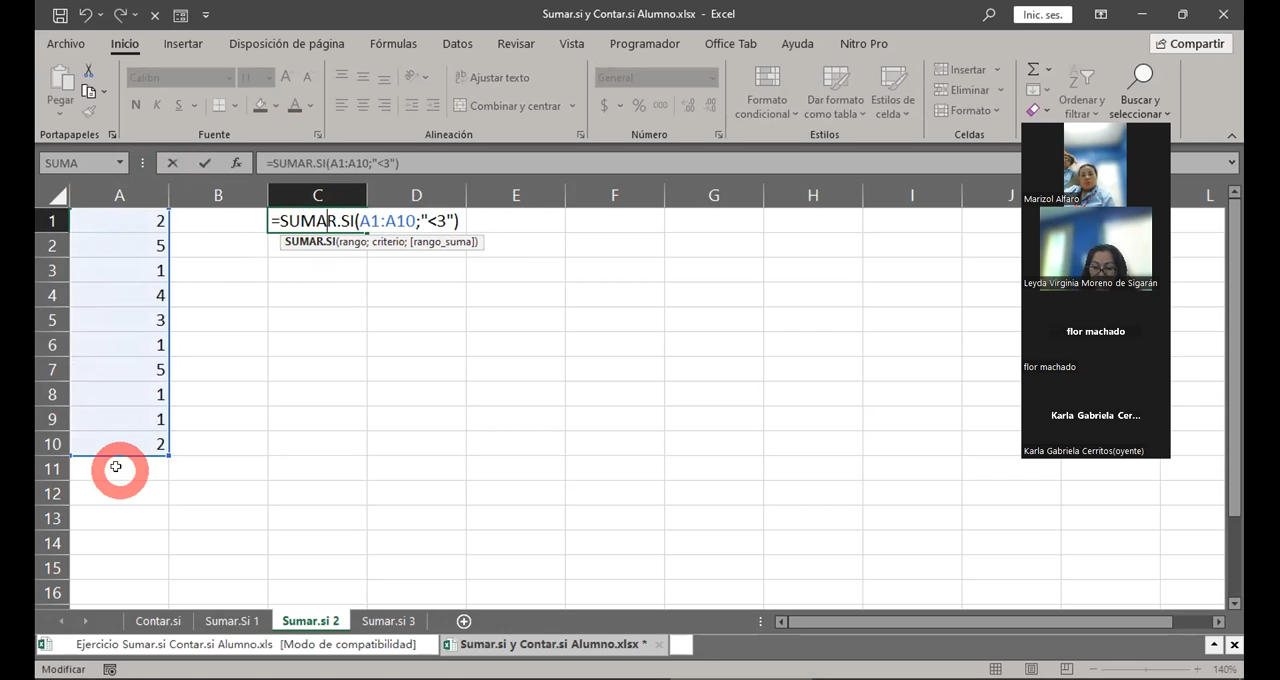 Sumar.si y Contar.si Alumno.xlsx - Excel
Inic. ses.
Archivo Inicio Insertar Disposición de página Fórmulas Datos Revisar Vista Programador Office Tab Ayuda Nitro Pro Compartir
Pegar
Calibri 11
N K S
Ajustar texto
Combinar y centrar
General
$ % 000
Formato condicional
Dar formato como tabla
Estilos de celda
Insertar
Eliminar
Formato
Ordenar y filtrar
Buscar y seleccionar
Portapapeles Fuente Alineación Número Estilos Celdas
SUMA fx =SUMAR.SI(A1:A10;"<3")
A B C D E F G H I J L
1 2 =SUMAR.SI(A1:A10;"<3")
SUMAR.SI(rango; criterio; [rango_suma])
2 5
3 1
4 4
5 3
6 1
7 5
8 1
9 1
10 2
11
12
13
14
15
16
Marizol Alfaro
Leyda Virginia Moreno de Sigarán
flor machado
flor machado
Karla Gabriela Cer...
Karla Gabriela Cerritos(oyente)
Contar.si Sumar.Si 1 Sumar.si 2 Sumar.si 3
Ejercicio Sumar.si Contar.si Alumno.xls [Modo de compatibilidad] Sumar.si y Contar.si Alumno.xlsx *
Modificar 140%